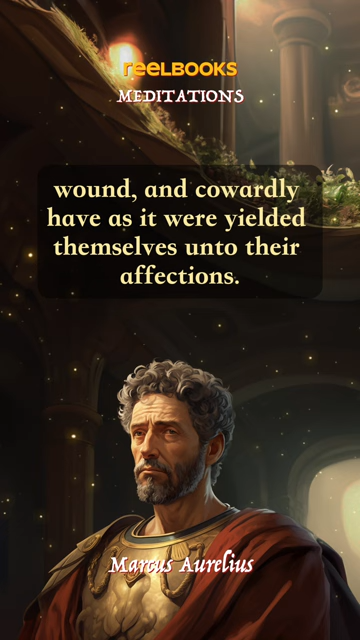 reelBOOKS
MEDITATIONS
wound, and cowardly
have as it were yielded
themselves unto their
affections.
Marcus Aurelius